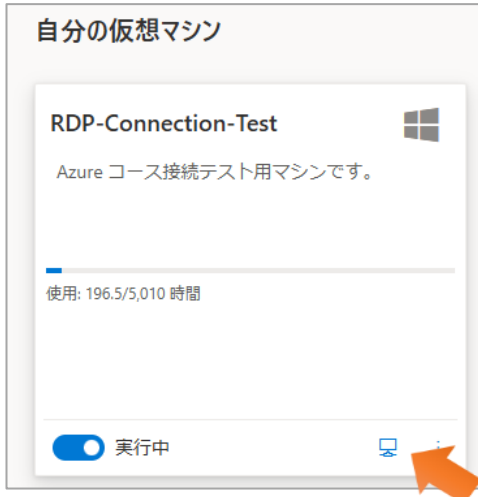 自分の仮想マシン
RDP-Connection-Test
Azure コース接続テスト用マシンです。
使用: 196.5/5,010 時間
実行中